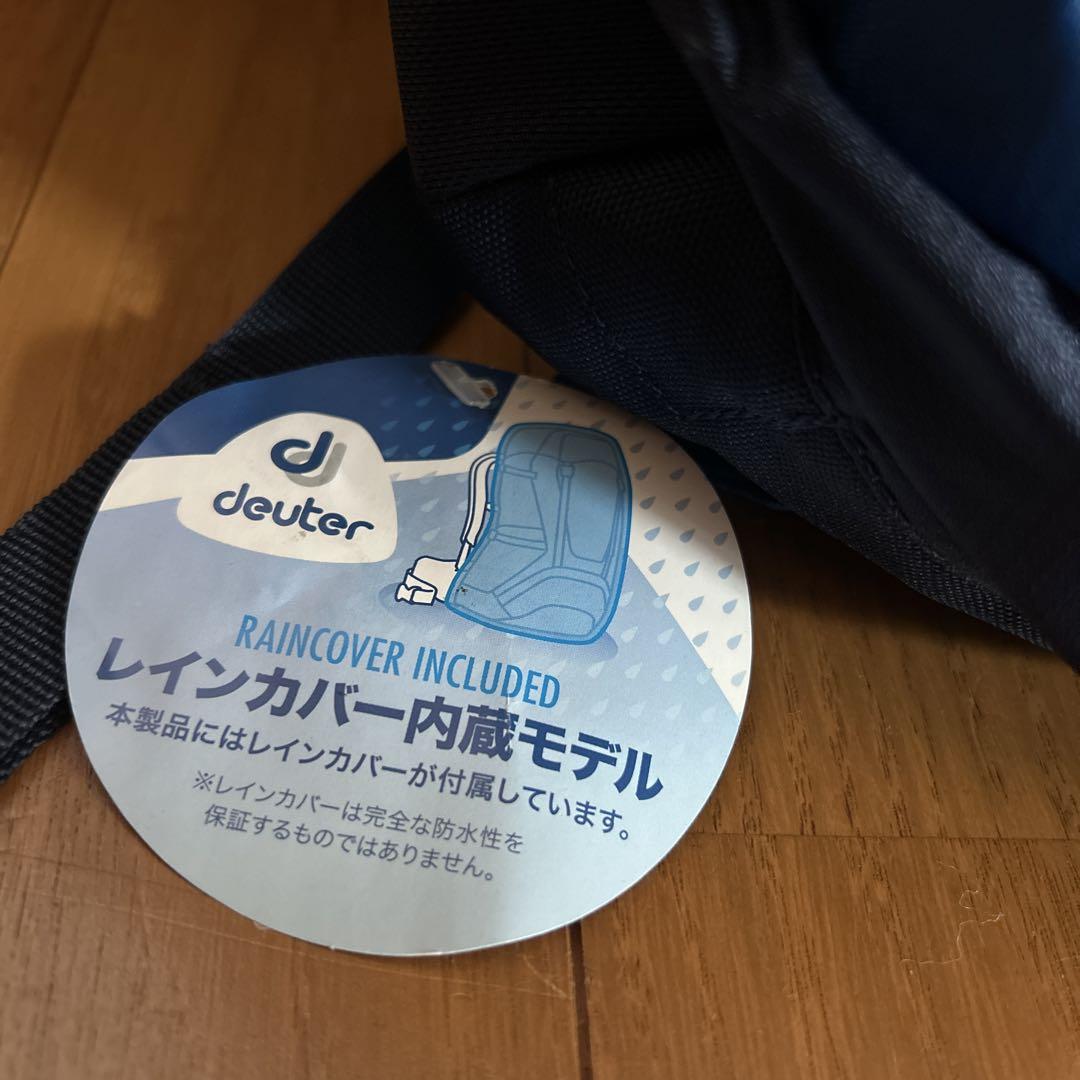 deuter
RAINCOVER INCLUDED
レインカバー内蔵モデル
本製品にはレインカバーが付属しています。
※レインカバーは完全な防水性を
保証するものではありません。